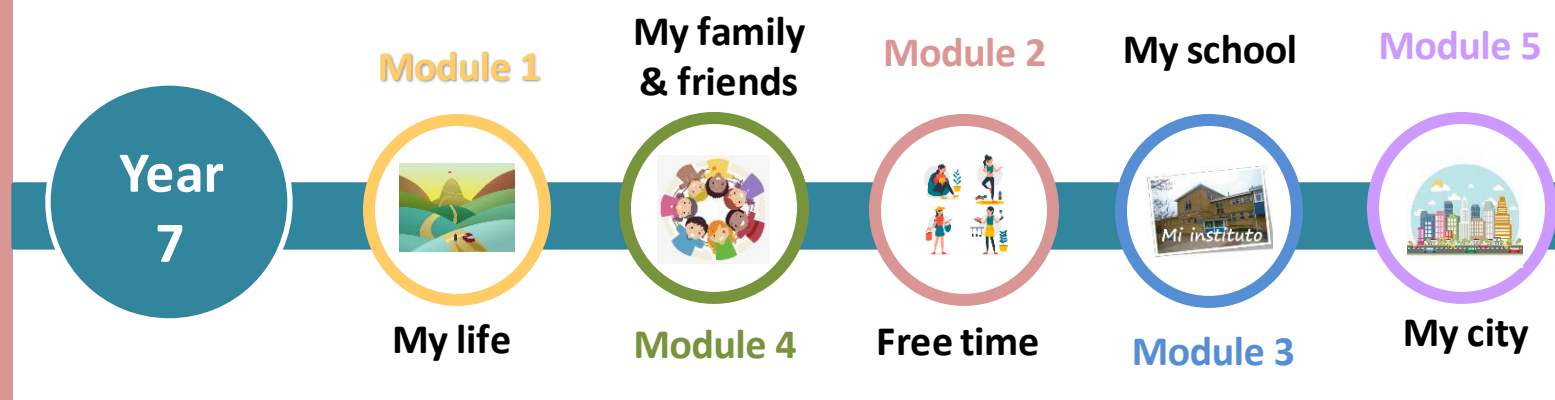 Year
7
Module 1
My life
My family
& friends
Module 4
Module 2
Free time
My school
Mi instituto
Module 3
Module 5
My city